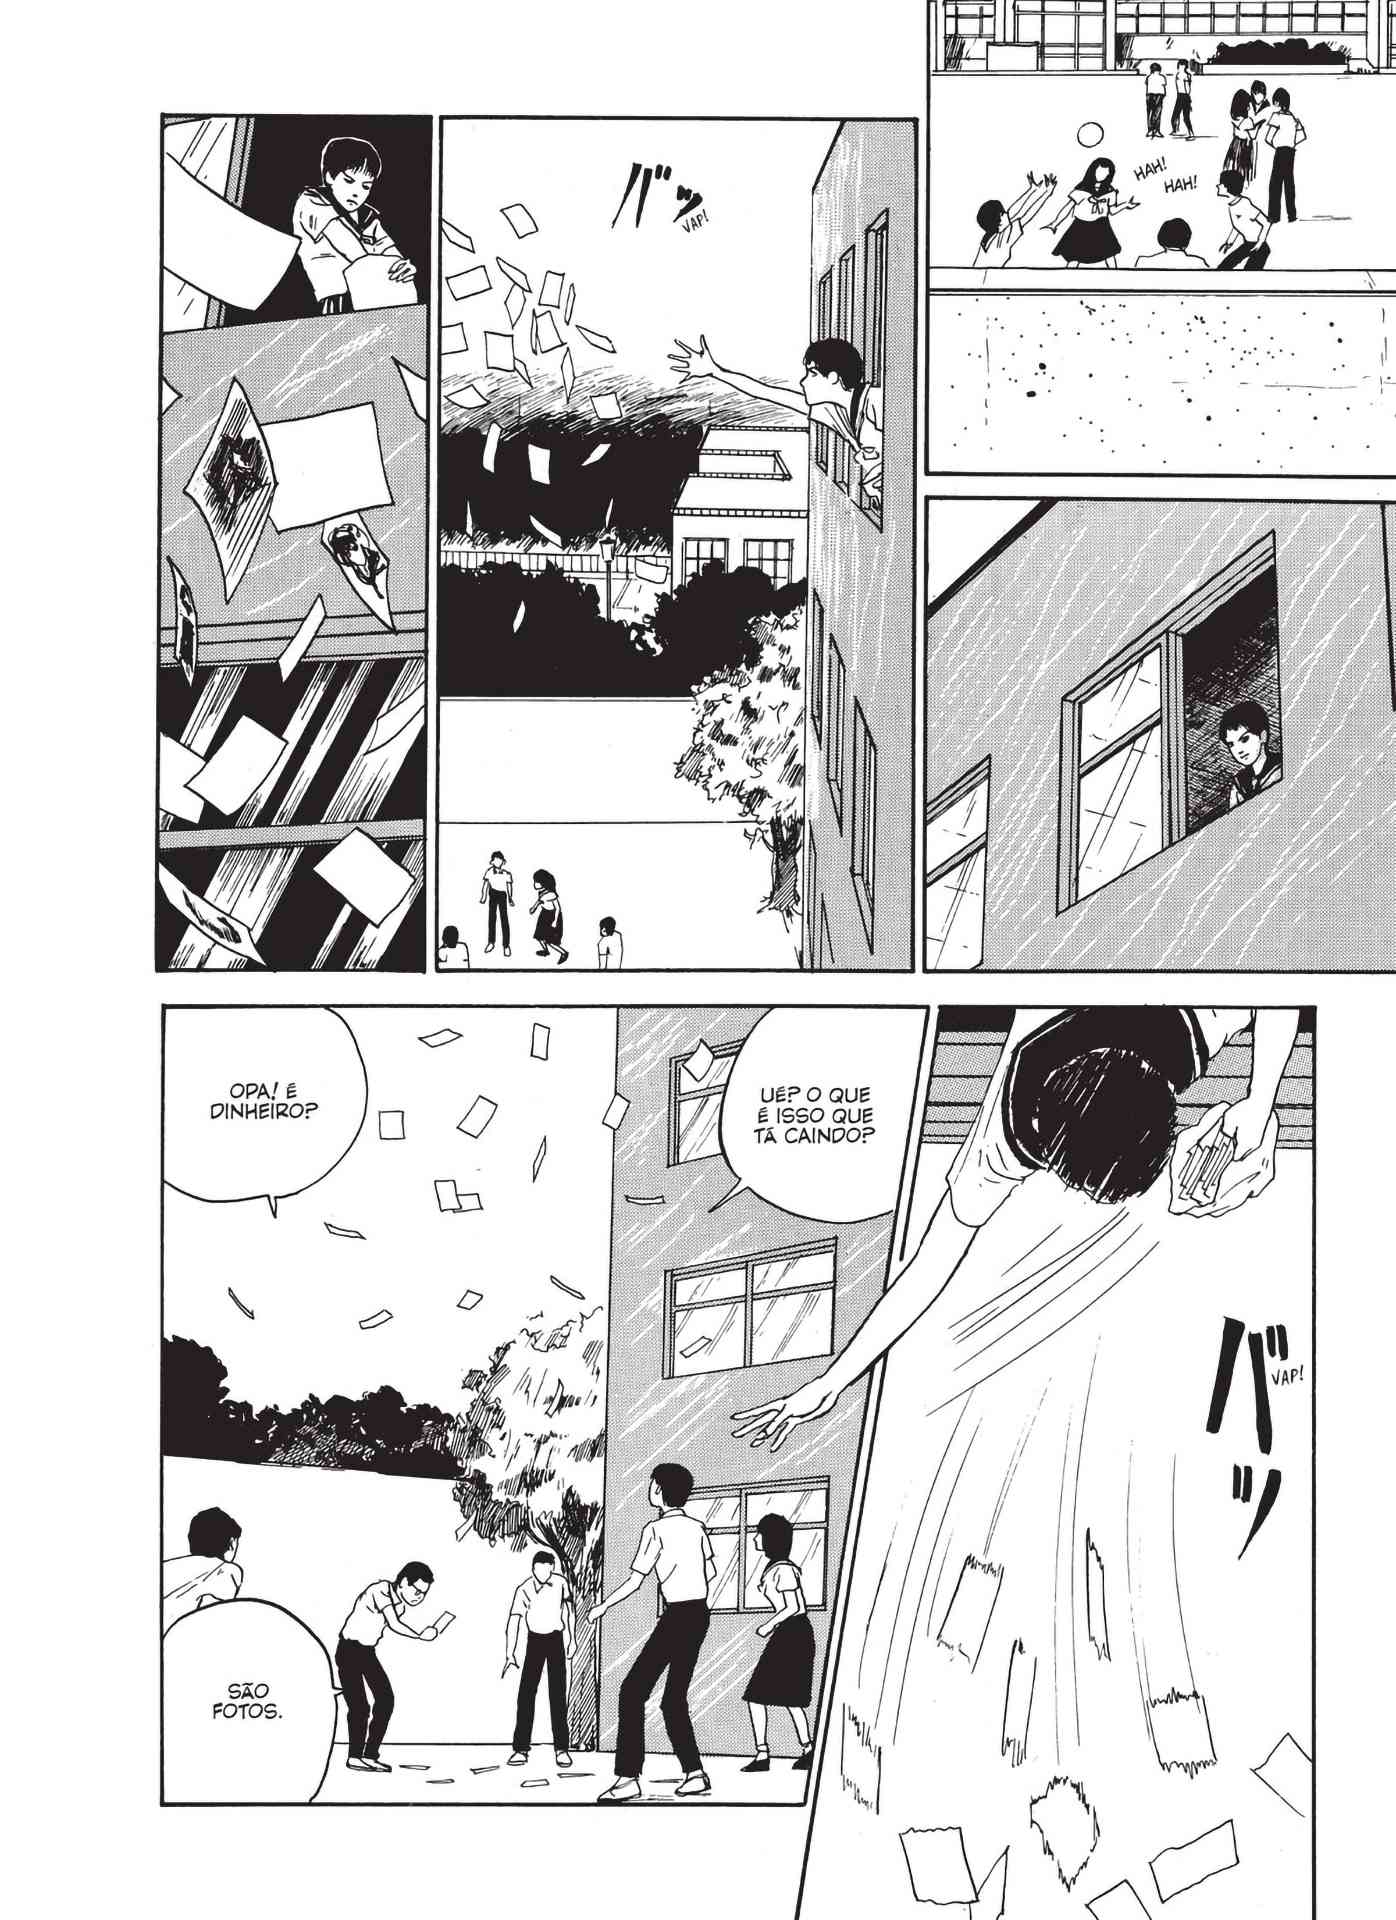 HAH!
HAH!
バッ
VAP!
バッ
VAP!
UÉ? O QUE
É ISSO QUE
TÁ CAINDO?
OPA! É
DINHEIRO?
SÃO
FOTOS.